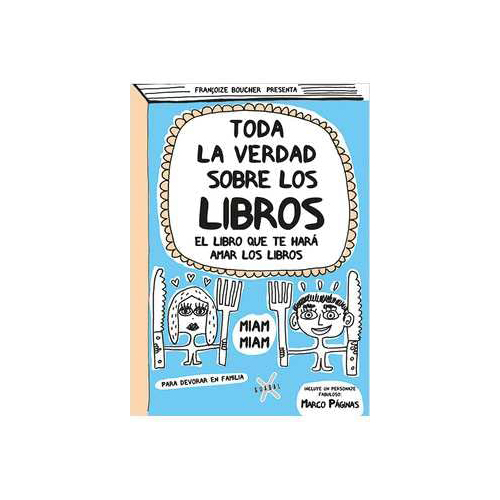 FRANÇOIZE BOUCHER PRESENTA
TODA
LA VERDAD
SOBRE LOS
LIBROS
EL LIBRO QUE TE HARÁ
AMAR LOS LIBROS
MIAM
MIAM
PARA DEVORAR EN FAMILIA
INCLUYE UN PERSONAJE
FABULOSO:
MARCO PÁGINAS